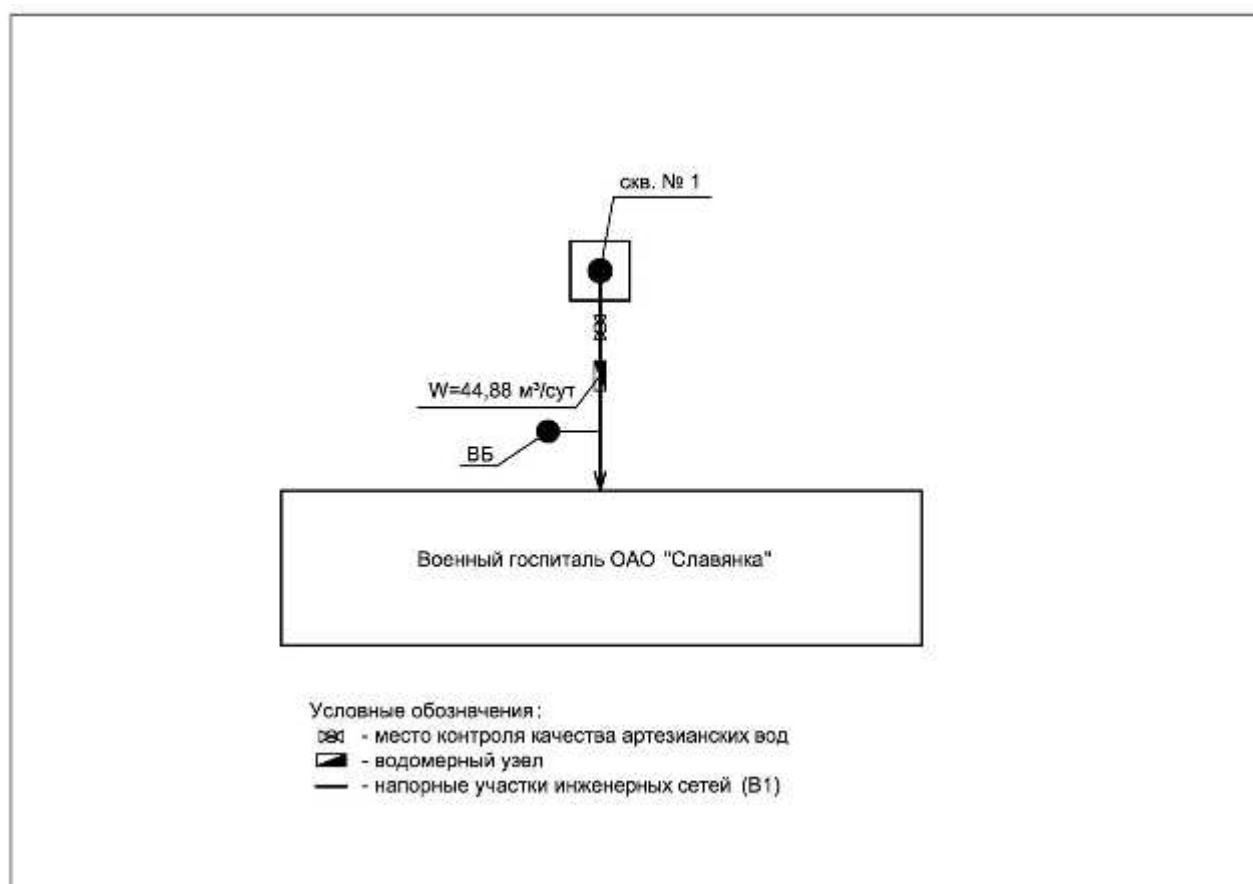 скв. № 1
W=44,88 м³/сут
ВБ
Военный госпиталь ОАО "Славянка"
Условные обозначения:
- место контроля качества артезианских вод
- водомерный узел
- напорные участки инженерных сетей (В1)